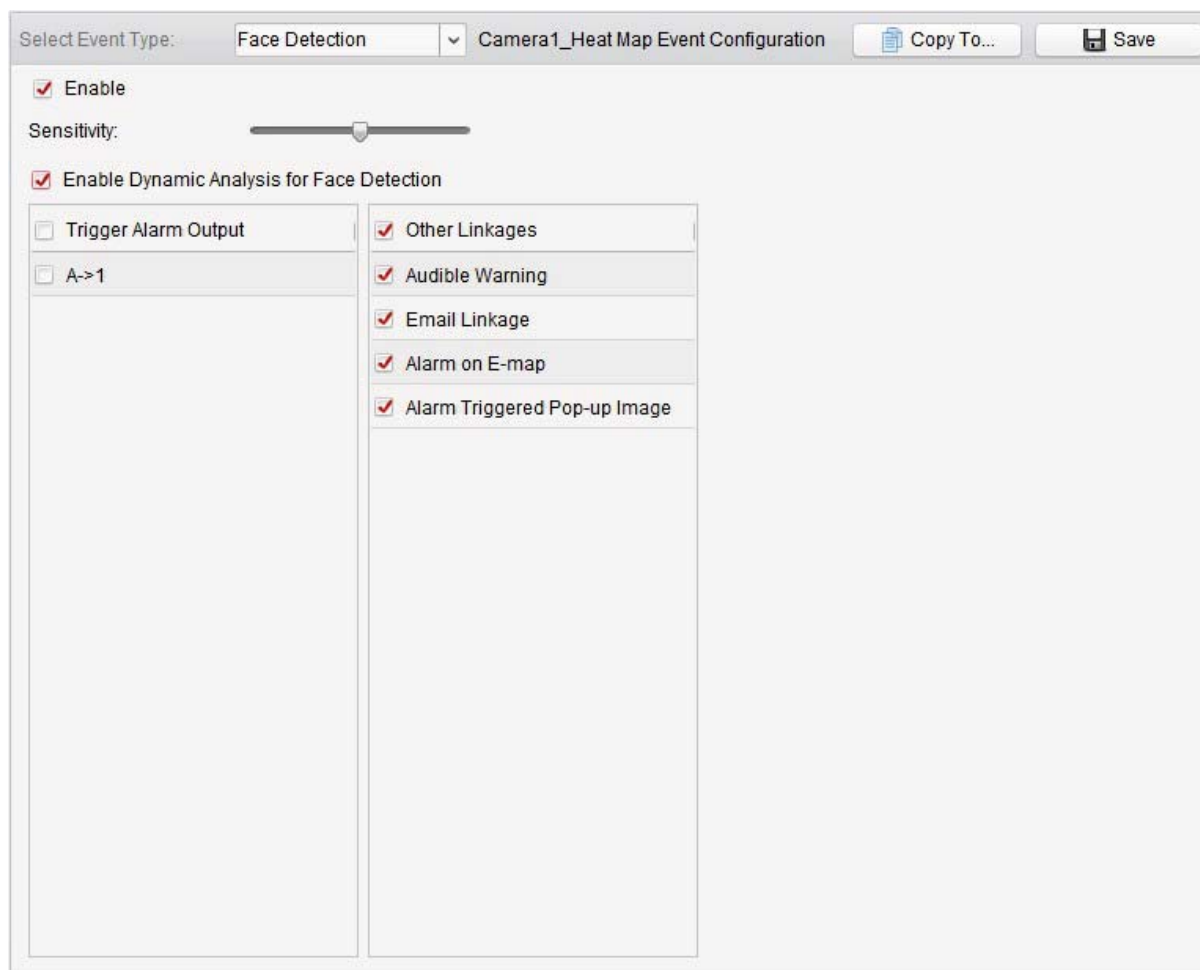 Select Event Type: Face Detection Camera1_Heat Map Event Configuration Copy To... Save
Enable
Sensitivity:
Enable Dynamic Analysis for Face Detection
Trigger Alarm Output
A->1
Other Linkages
Audible Warning
Email Linkage
Alarm on E-map
Alarm Triggered Pop-up Image